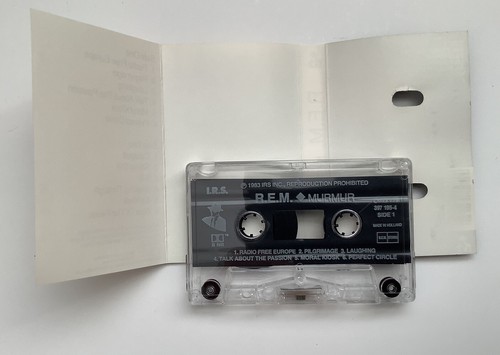 I.R.S.
℗ 1983 IRS INC., REPRODUCTION PROHIBITED
R.E.M. ◆ MURMUR
SIDE 1
MADE IN HOLLAND
1. RADIO FREE EUROPE 2. PILGRIMAGE 3. LAUGHING
4. TALK ABOUT THE PASSION 5. MORAL KIOSK 6. PERFECT CIRCLE